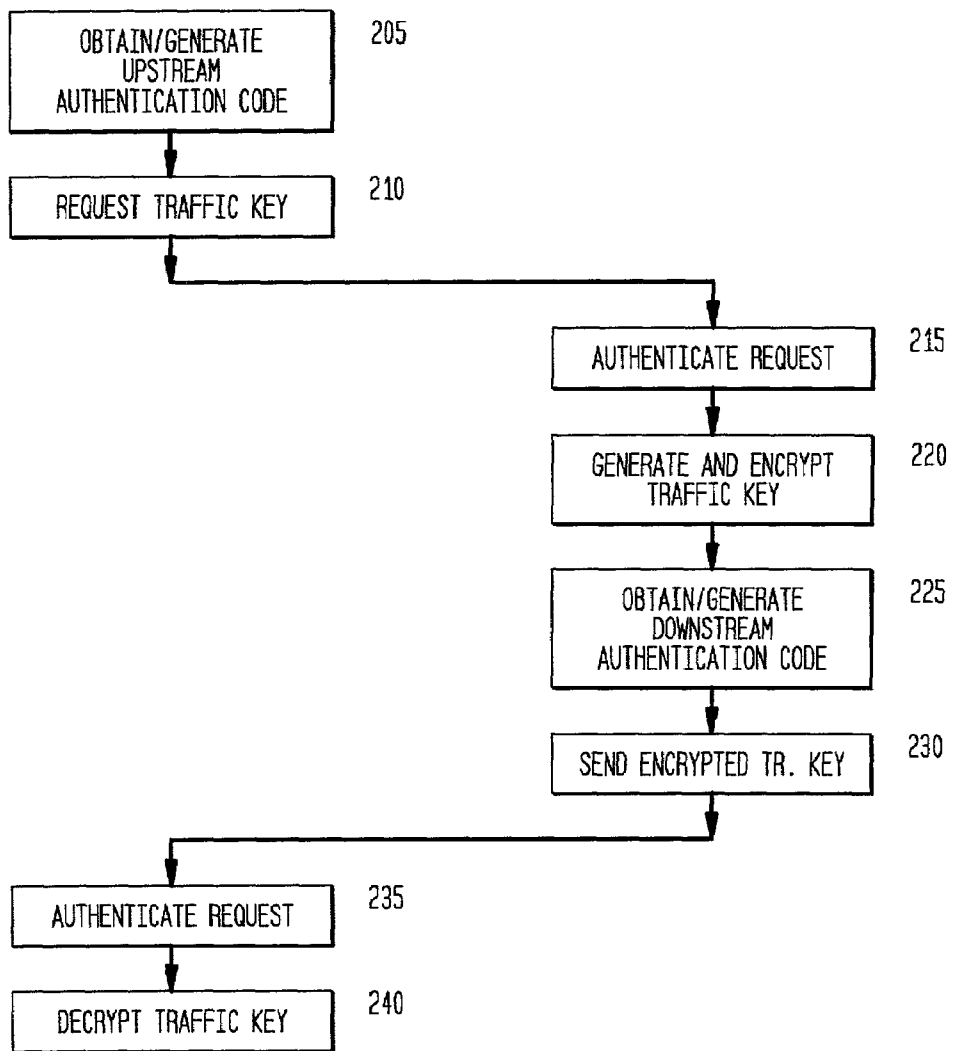 OBTAIN/GENERATE
UPSTREAM
AUTHENTICATION CODE
205
REQUEST TRAFFIC KEY
210
AUTHENTICATE REQUEST
215
GENERATE AND ENCRYPT
TRAFFIC KEY
220
OBTAIN/GENERATE
DOWNSTREAM
AUTHENTICATION CODE
225
SEND ENCRYPTED TR. KEY
230
AUTHENTICATE REQUEST
235
DECRYPT TRAFFIC KEY
240